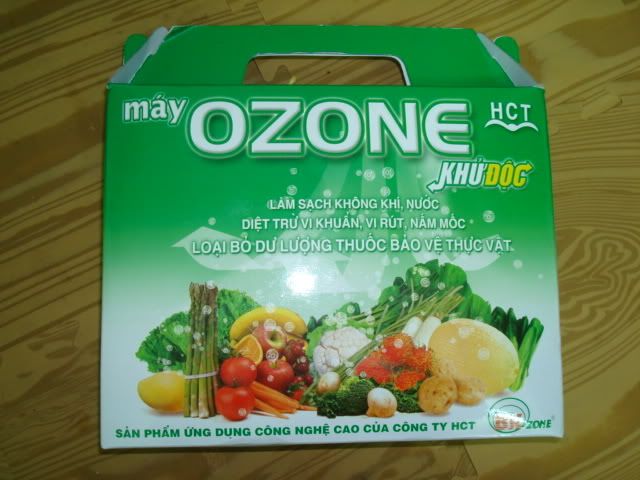 máy OZONE HCT
KHỬ ĐỘC
LÀM SẠCH KHÔNG KHÍ, NƯỚC
DIỆT TRỪ VI KHUẨN, VI RÚT, NẤM MỐC
LOẠI BỎ DƯ LƯỢNG THUỐC BẢO VỆ THỰC VẬT
SẢN PHẨM ỨNG DỤNG CÔNG NGHỆ CAO CỦA CÔNG TY HCT
OZONE